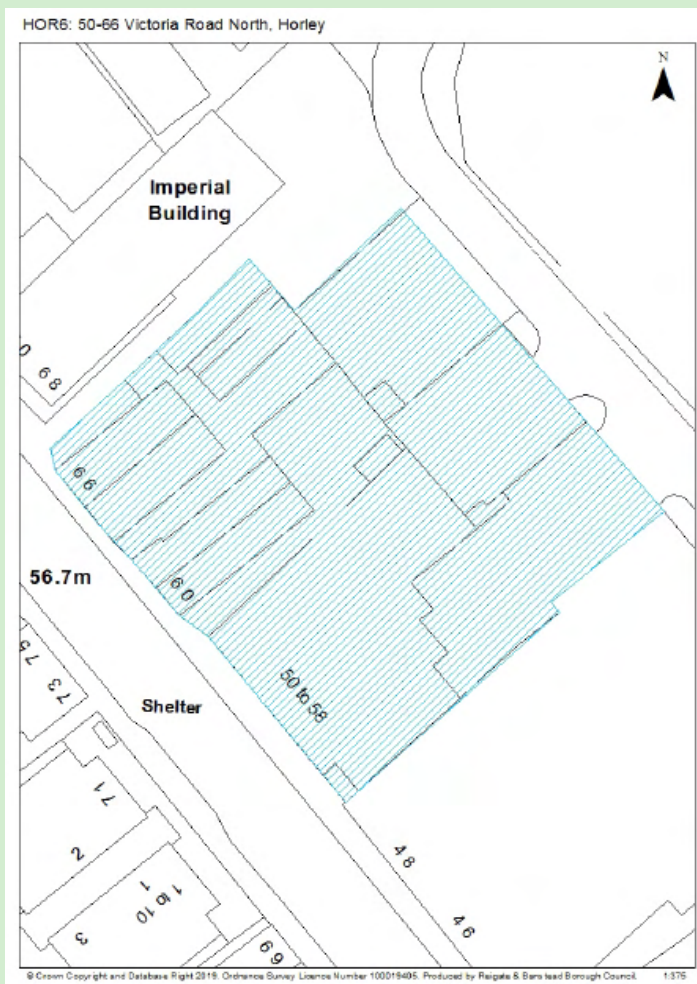 HOR6: 50-66 Victoria Road North, Horley
N
Imperial
Building
68
66
56.7m
60
75
73
50 to 58
Shelter
71
2
48
1
1 to 10
46
3
69
© Crown Copyright and Database Right 2019. Ordnance Survey Licence Number 100019405. Produced by Reigate & Banstead Borough Council. 1:375